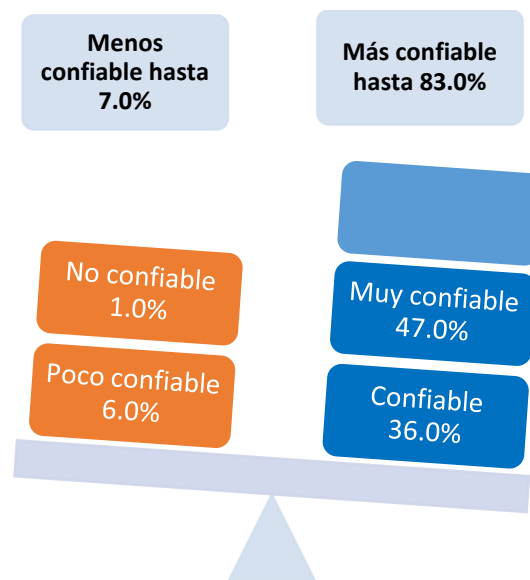 Menos
confiable hasta
7.0%
Más confiable
hasta 83.0%
No confiable
1.0%
Poco confiable
6.0%
Muy confiable
47.0%
Confiable
36.0%